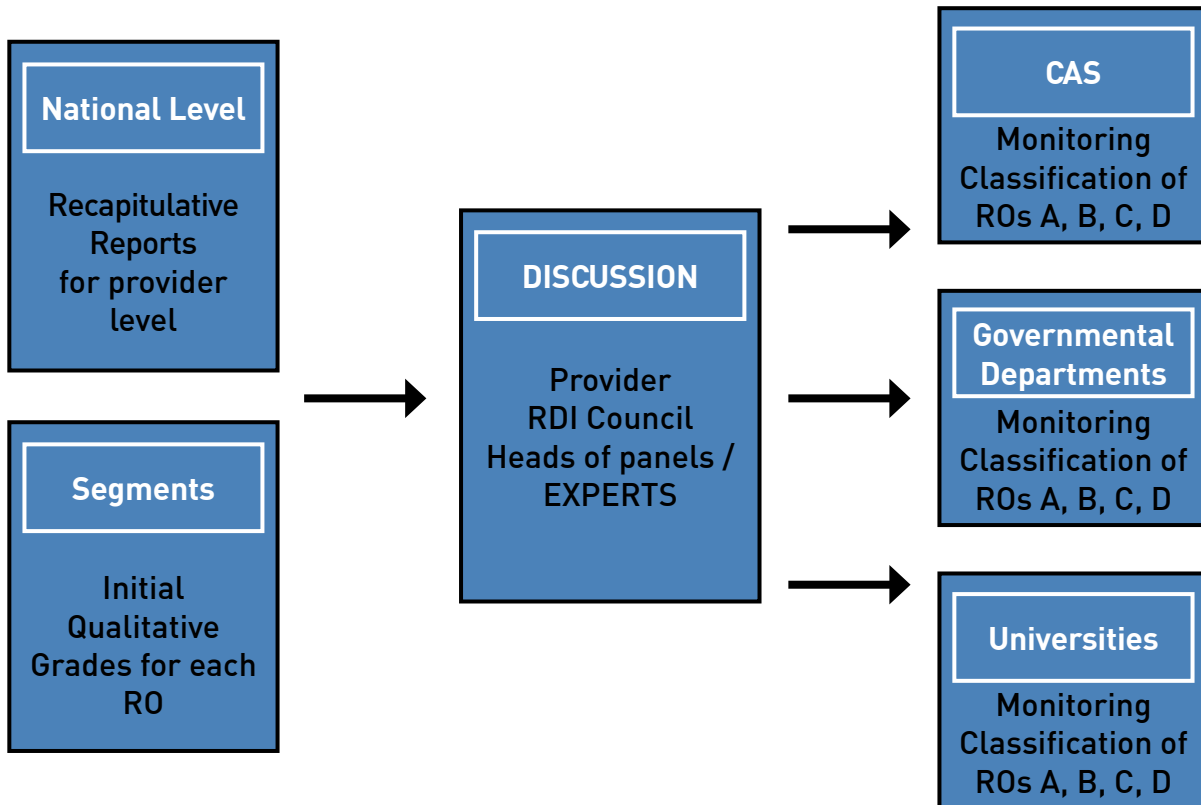 National Level
Recapitulative
Reports
for provider
level
Segments
Initial
Qualitative
Grades for each
RO
DISCUSSION
Provider
RDI Council
Heads of panels /
EXPERTS
CAS
Monitoring
Classification of
ROs A, B, C, D
Governmental
Departments
Monitoring
Classification of
ROs A, B, C, D
Universities
Monitoring
Classification of
ROs A, B, C, D